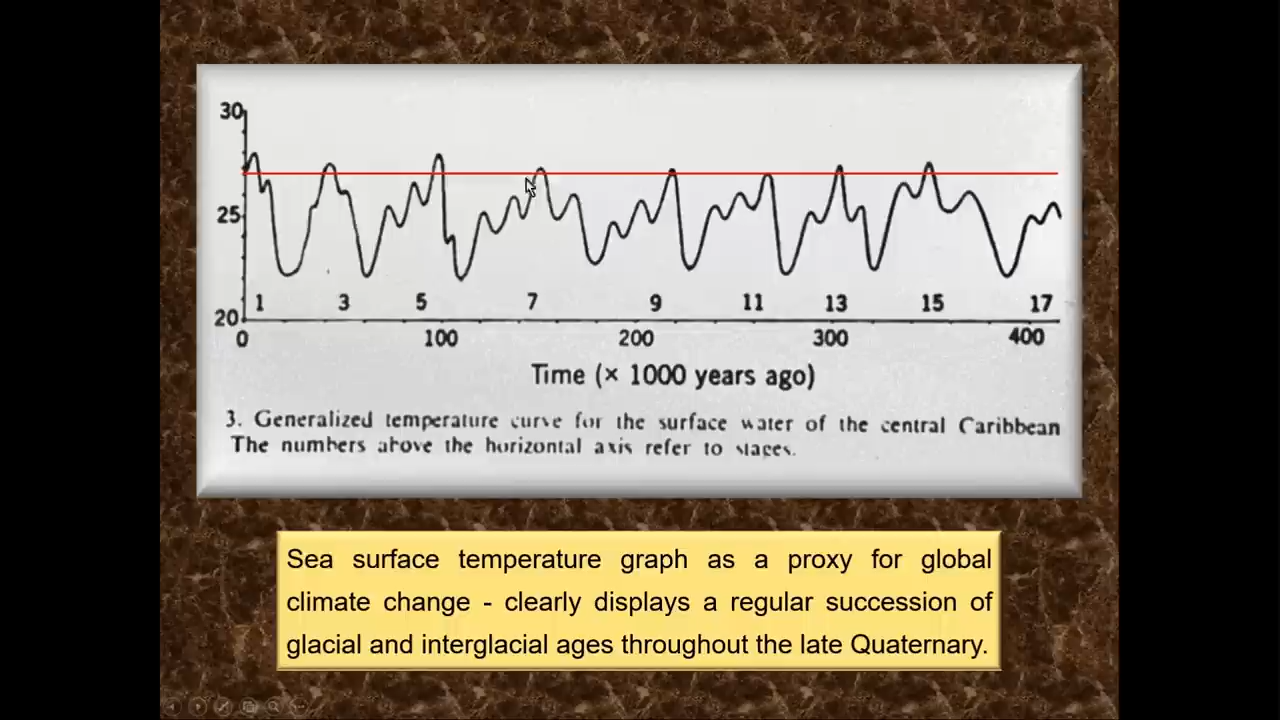 30
25
20
1 3 5 7 9 11 13 15 17
0 100 200 300 400
Time (× 1000 years ago)
3. Generalized temperature curve for the surface water of the central Caribbean
The numbers above the horizontal axis refer to stages.
Sea surface temperature graph as a proxy for global
climate change - clearly displays a regular succession of
glacial and interglacial ages throughout the late Quaternary.